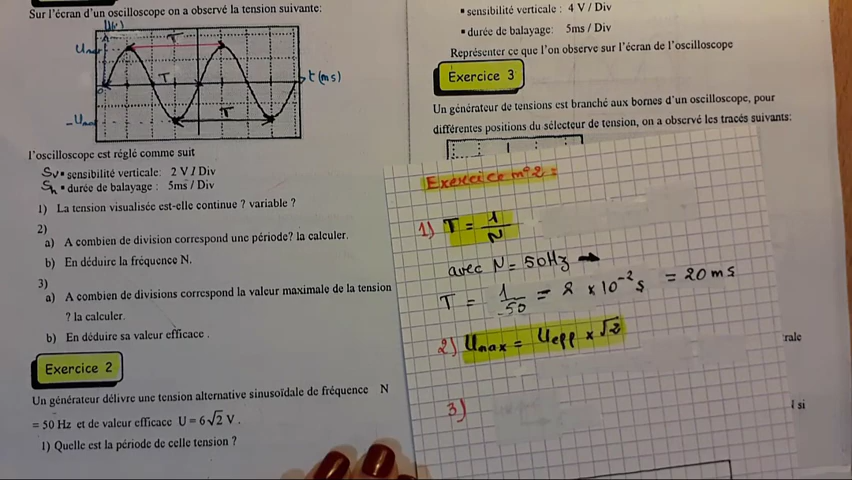 Sur l'écran d'un oscilloscope on a observé la tension suivante:
T
T
t(ms)
T
l'oscilloscope est réglé comme suit
Sv ▪ sensibilité verticale: 2 V / Div
Sh ▪ durée de balayage : 5ms / Div
1) La tension visualisée est-elle continue ? variable ?
2)
a) A combien de division correspond une période? la calculer.
b) En déduire la fréquence N.
3)
a) A combien de divisions correspond la valeur maximale de la tension
? la calculer.
b) En déduire sa valeur efficace .
Exercice 2
Un générateur délivre une tension alternative sinusoïdale de fréquence N
= 50 Hz et de valeur efficace U = 6√2 V .
1) Quelle est la période de celle tension ?
▪ sensibilité verticale : 4 V / Div
▪ durée de balayage: 5ms / Div
Représenter ce que l'on observe sur l'écran de l'oscilloscope
Exercice 3
Un générateur de tensions est branché aux bornes d'un oscilloscope, pour
différentes positions du sélecteur de tension, on a observé les tracés suivants:
Exercice n°2 :
1) T = 1/N
avec N = 50Hz →
T = 1/50 = 2 × 10⁻² s = 20 ms
2) Umax = Ueff × √2
3)
rale
si